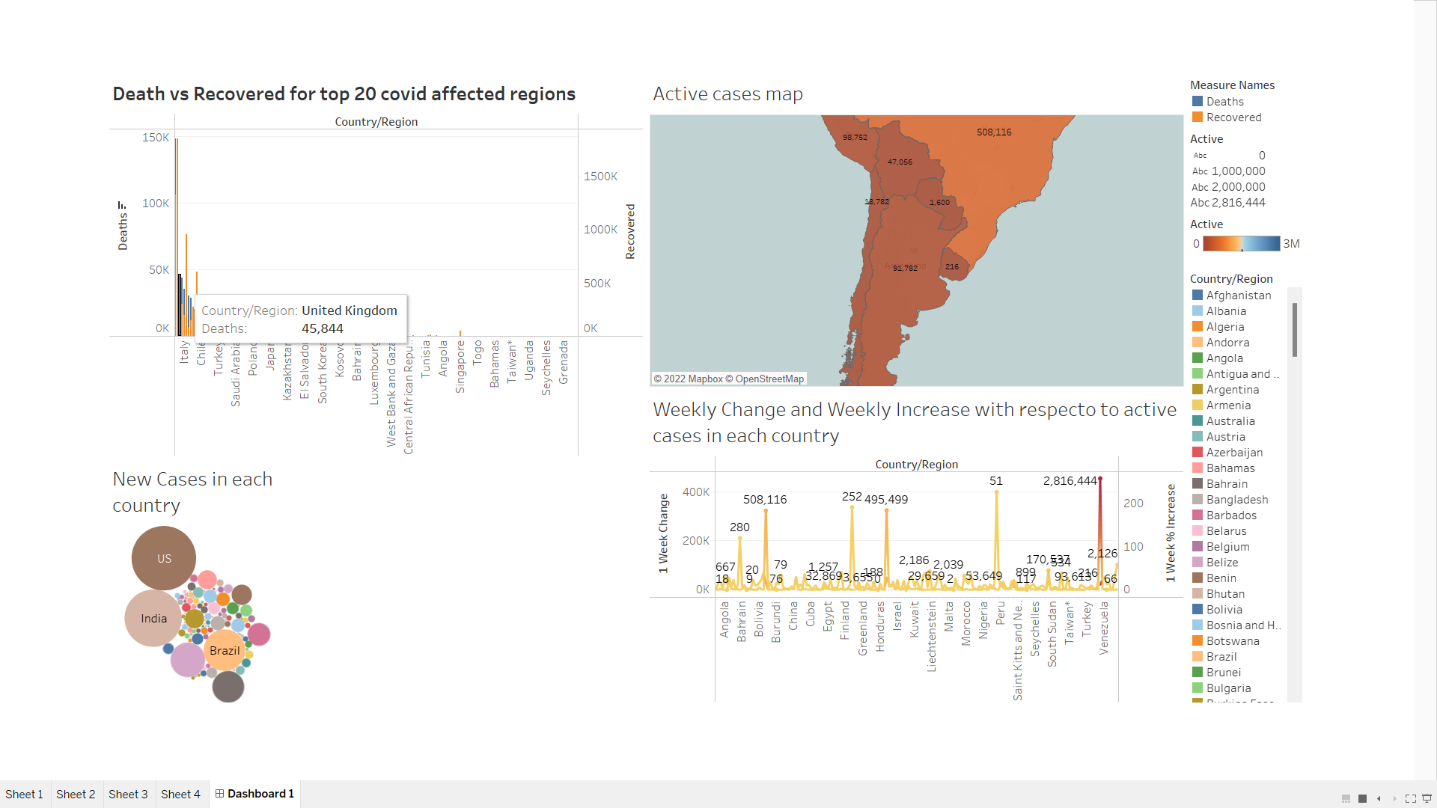 Death vs Recovered for top 20 covid affected regions
Country/Region
150K
100K
50K
0K
Deaths
1500K
1000K
500K
0K
Recovered
Country/Region: United Kingdom
Deaths: 45,844
Italy
Chile
Turkey
Saudi Arabia
Poland
Japan
Kazakhstan
El Salvador
South Korea
Kosovo
Bahrain
Luxembourg
West Bank and Gaza
Central African Repu..
Tunisia
Angola
Singapore
Togo
Bahamas
Taiwan*
Uganda
Seychelles
Grenada
New Cases in each
country
US
India
Brazil
Active cases map
98,752
508,116
47,056
1,600
91,782
216
© 2022 Mapbox © OpenStreetMap
Weekly Change and Weekly Increase with respecto to active
cases in each country
Country/Region
400K
200K
0K
1 Week Change
200
100
0
1 Week % Increase
667
18
280
9
20
508,116
76
79
1,257
32,869
252
3,655
0
188
495,499
2,186
29,659
2,039
2
53,649
51
899
117
170,537
534
93,613
216
2,816,444
2,126
66
Angola
Bahrain
Bolivia
Burundi
China
Cuba
Egypt
Finland
Greenland
Honduras
Israel
Kuwait
Liechtenstein
Malta
Morocco
Nigeria
Peru
Saint Kitts and Ne..
Seychelles
South Sudan
Taiwan*
Turkey
Venezuela
Measure Names
Deaths
Recovered
Active
Abc 0
Abc 1,000,000
Abc 2,000,000
Abc 2,816,444
Active
0 3M
Country/Region
Afghanistan
Albania
Algeria
Andorra
Angola
Antigua and ..
Argentina
Armenia
Australia
Austria
Azerbaijan
Bahamas
Bahrain
Bangladesh
Barbados
Belarus
Belgium
Belize
Benin
Bhutan
Bolivia
Bosnia and H..
Botswana
Brazil
Brunei
Bulgaria
Sheet 1 Sheet 2 Sheet 3 Sheet 4 Dashboard 1